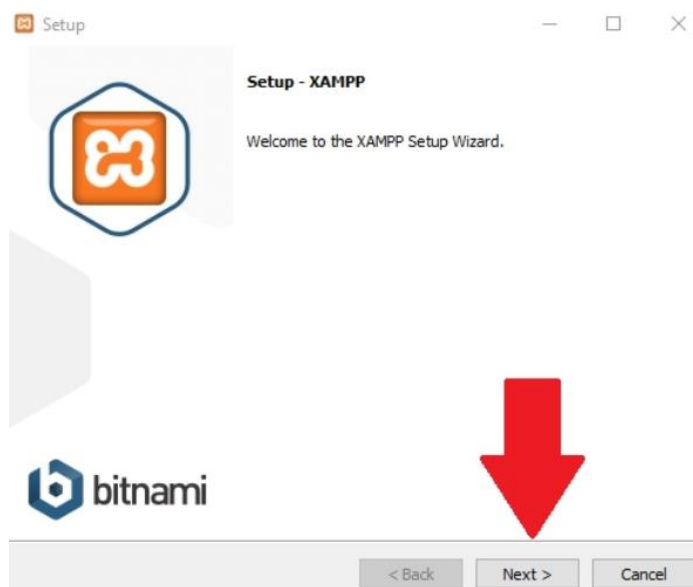 Setup
Setup - XAMPP
Welcome to the XAMPP Setup Wizard.
bitnami
< Back Next > Cancel